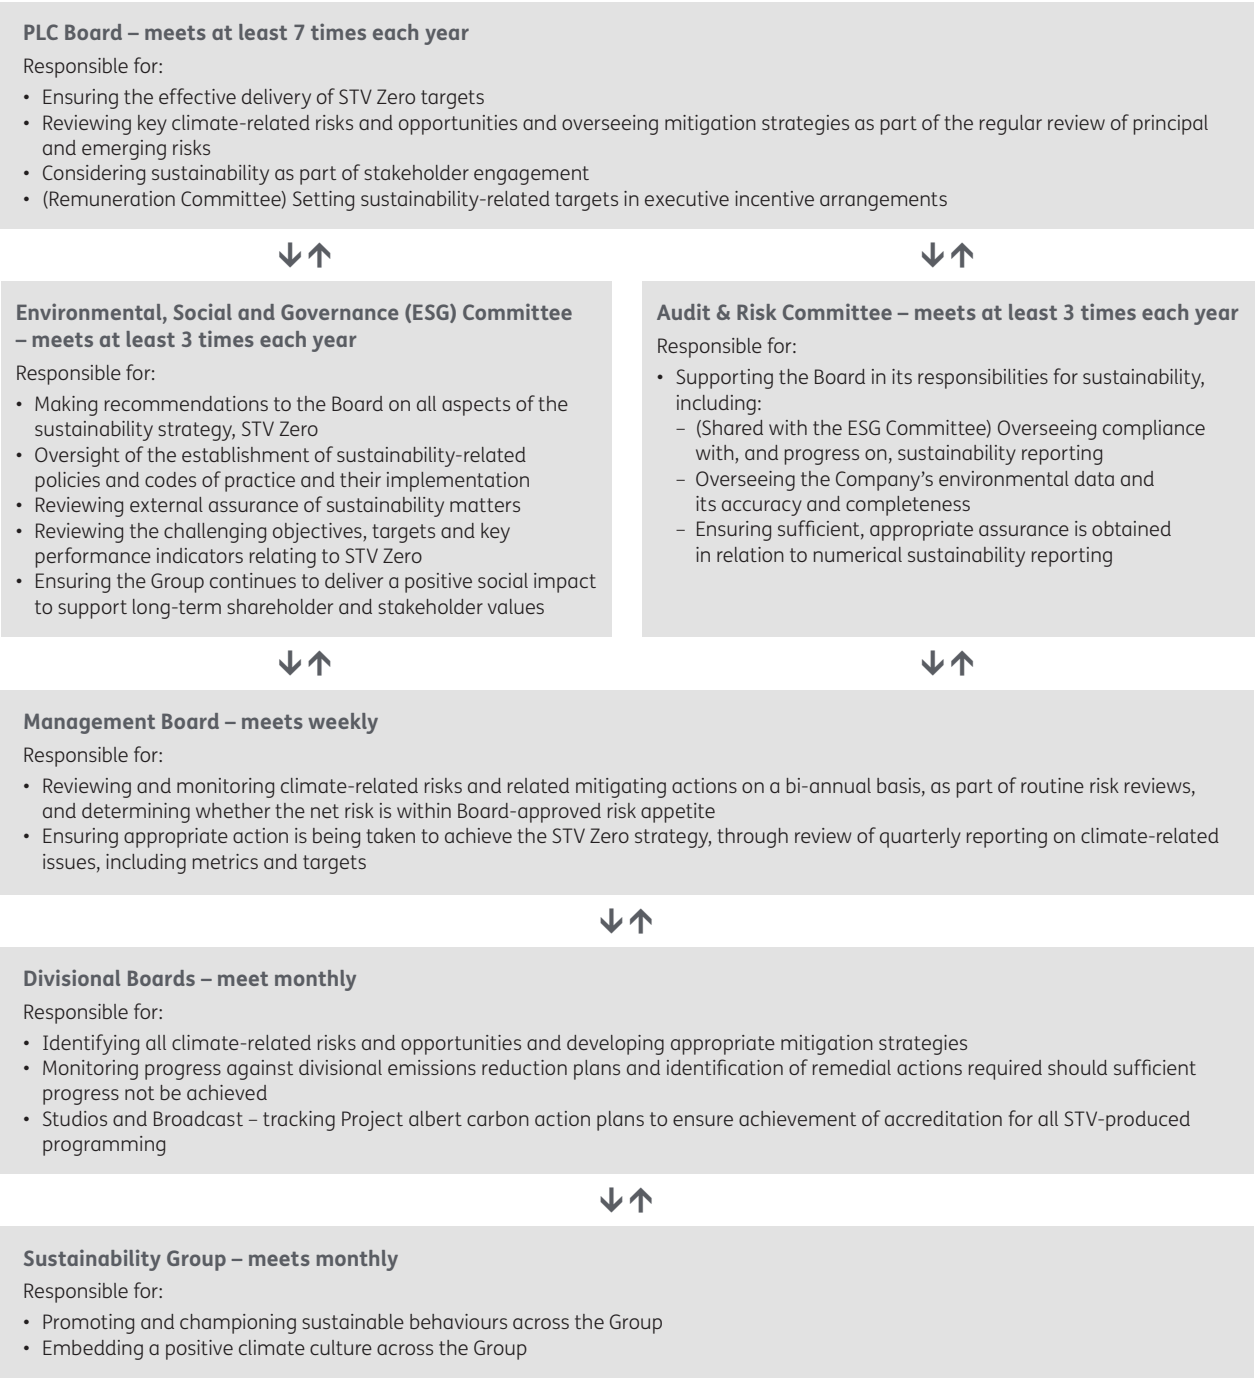 PLC Board – meets at least 7 times each year
Responsible for:
• Ensuring the effective delivery of STV Zero targets
• Reviewing key climate-related risks and opportunities and overseeing mitigation strategies as part of the regular review of principal
and emerging risks
• Considering sustainability as part of stakeholder engagement
• (Remuneration Committee) Setting sustainability-related targets in executive incentive arrangements
Environmental, Social and Governance (ESG) Committee
– meets at least 3 times each year
Responsible for:
• Making recommendations to the Board on all aspects of the
sustainability strategy, STV Zero
• Oversight of the establishment of sustainability-related
policies and codes of practice and their implementation
• Reviewing external assurance of sustainability matters
• Reviewing the challenging objectives, targets and key
performance indicators relating to STV Zero
• Ensuring the Group continues to deliver a positive social impact
to support long-term shareholder and stakeholder values
Audit & Risk Committee – meets at least 3 times each year
Responsible for:
• Supporting the Board in its responsibilities for sustainability,
including:
– (Shared with the ESG Committee) Overseeing compliance
with, and progress on, sustainability reporting
– Overseeing the Company’s environmental data and
its accuracy and completeness
– Ensuring sufficient, appropriate assurance is obtained
in relation to numerical sustainability reporting
Management Board – meets weekly
Responsible for:
• Reviewing and monitoring climate-related risks and related mitigating actions on a bi-annual basis, as part of routine risk reviews,
and determining whether the net risk is within Board-approved risk appetite
• Ensuring appropriate action is being taken to achieve the STV Zero strategy, through review of quarterly reporting on climate-related
issues, including metrics and targets
Divisional Boards – meet monthly
Responsible for:
• Identifying all climate-related risks and opportunities and developing appropriate mitigation strategies
• Monitoring progress against divisional emissions reduction plans and identification of remedial actions required should sufficient
progress not be achieved
• Studios and Broadcast – tracking Project albert carbon action plans to ensure achievement of accreditation for all STV-produced
programming
Sustainability Group – meets monthly
Responsible for:
• Promoting and championing sustainable behaviours across the Group
• Embedding a positive climate culture across the Group